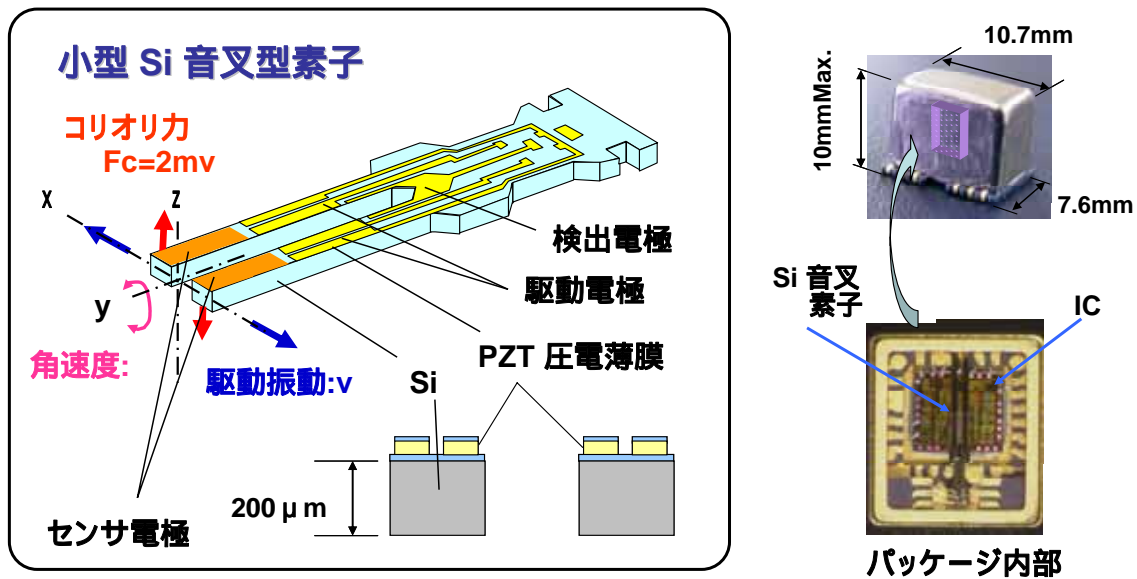 小型 Si 音叉型素子
コリオリ力
Fc=2mv
x
z
y
角速度:
駆動振動:v
検出電極
駆動電極
PZT 圧電薄膜
Si
200 μ m
センサ電極
10.7mm
10mmMax.
7.6mm
Si 音叉
素子
IC
パッケージ内部